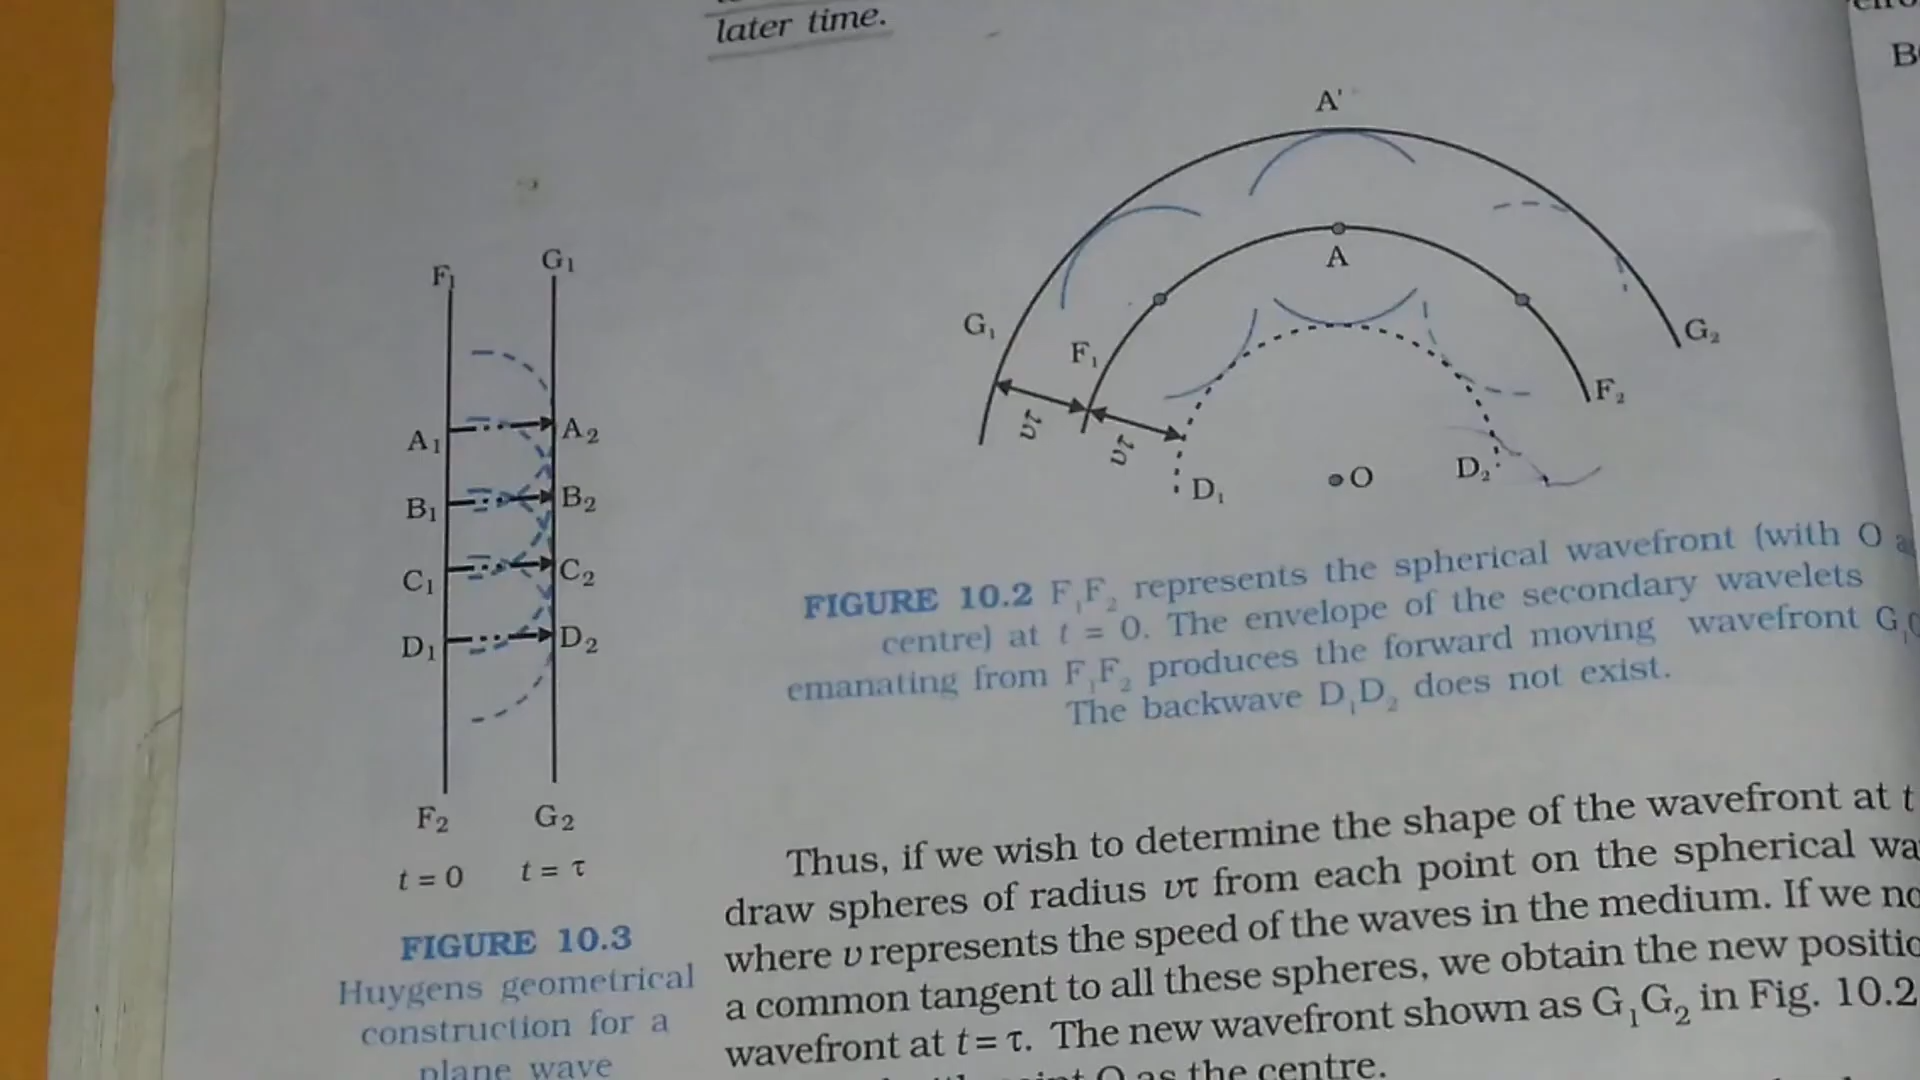 later time.
A'
A
G₁
F₁
G₂
F₂
υτ
υτ
D₁
O
D₂
FIGURE 10.2 F₁F₂ represents the spherical wavefront (with O
centre) at t = 0. The envelope of the secondary wavelets
emanating from F₁F₂ produces the forward moving wavefront G₁
The backwave D₁D₂ does not exist.
F₁ G₁
A₁ A₂
B₁ B₂
C₁ C₂
D₁ D₂
F₂ G₂
t = 0 t = τ
FIGURE 10.3
Huygens geometrical
construction for a
plane wave
Thus, if we wish to determine the shape of the wavefront at t
draw spheres of radius υτ from each point on the spherical wa
where υ represents the speed of the waves in the medium. If we no
a common tangent to all these spheres, we obtain the new positio
wavefront at t = τ. The new wavefront shown as G₁G₂ in Fig. 10.2
O as the centre.